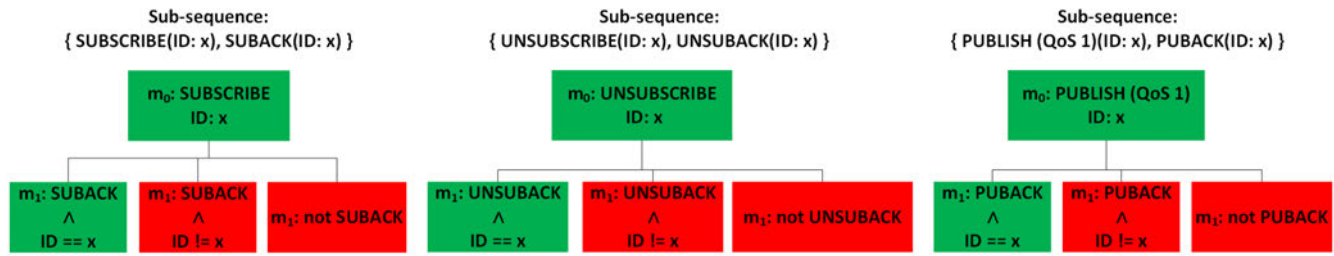 Sub-sequence:
{ SUBSCRIBE(ID: x), SUBACK(ID: x) }
m₀: SUBSCRIBE
ID: x
m₁: SUBACK
∧
ID == x
m₁: SUBACK
∧
ID != x
m₁: not SUBACK
Sub-sequence:
{ UNSUBSCRIBE(ID: x), UNSUBACK(ID: x) }
m₀: UNSUBSCRIBE
ID: x
m₁: UNSUBACK
∧
ID == x
m₁: UNSUBACK
∧
ID != x
m₁: not UNSUBACK
Sub-sequence:
{ PUBLISH (QoS 1)(ID: x), PUBACK(ID: x) }
m₀: PUBLISH (QoS 1)
ID: x
m₁: PUBACK
∧
ID == x
m₁: PUBACK
∧
ID != x
m₁: not PUBACK